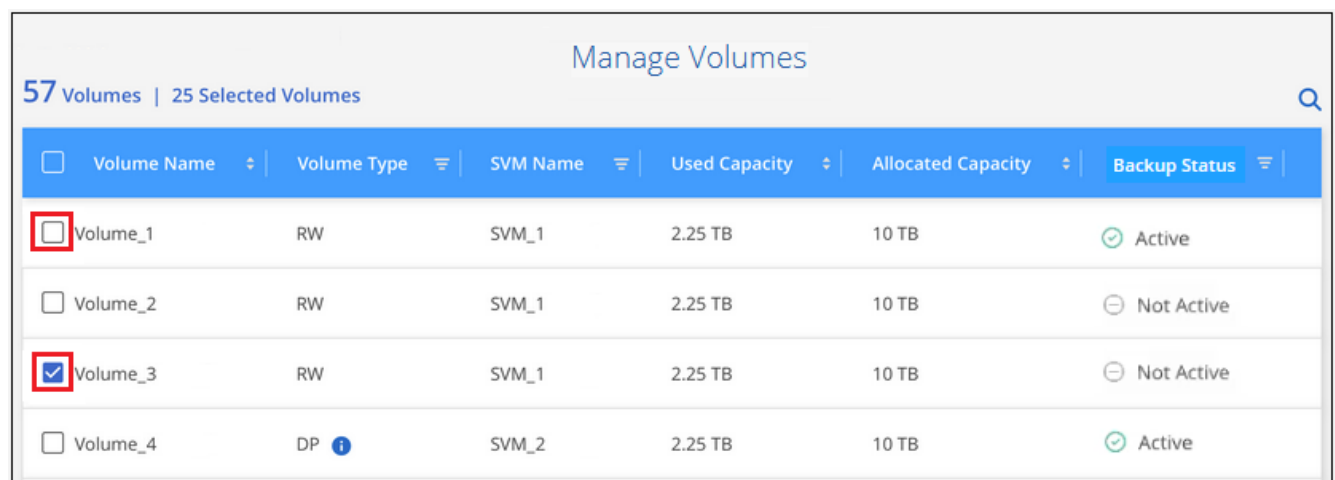 Manage Volumes
57 Volumes | 25 Selected Volumes
Volume Name Volume Type SVM Name Used Capacity Allocated Capacity Backup Status
Volume_1 RW SVM_1 2.25 TB 10 TB Active
Volume_2 RW SVM_1 2.25 TB 10 TB Not Active
Volume_3 RW SVM_1 2.25 TB 10 TB Not Active
Volume_4 DP i SVM_2 2.25 TB 10 TB Active